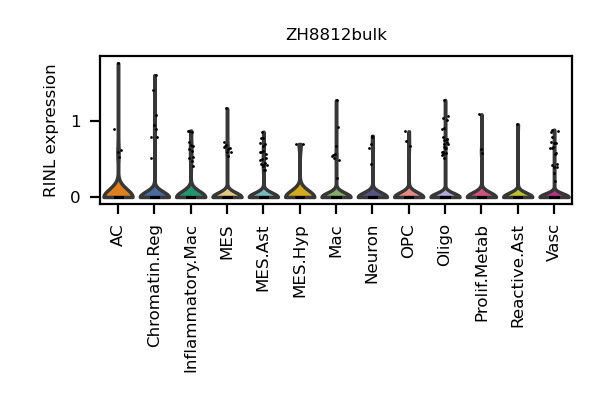 ZH8812bulk
RINL expression
1
0
AC
Chromatin.Reg
Inflammatory.Mac
MES
MES.Ast
MES.Hyp
Mac
Neuron
OPC
Oligo
Prolif.Metab
Reactive.Ast
Vasc